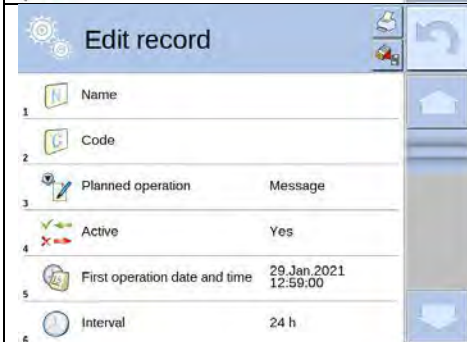 Edit record
1 Name
2 Code
3 Planned operation Message
4 Active Yes
5 First operation date and time 29.Jan.2021
12:59:00
6 Interval 24 h